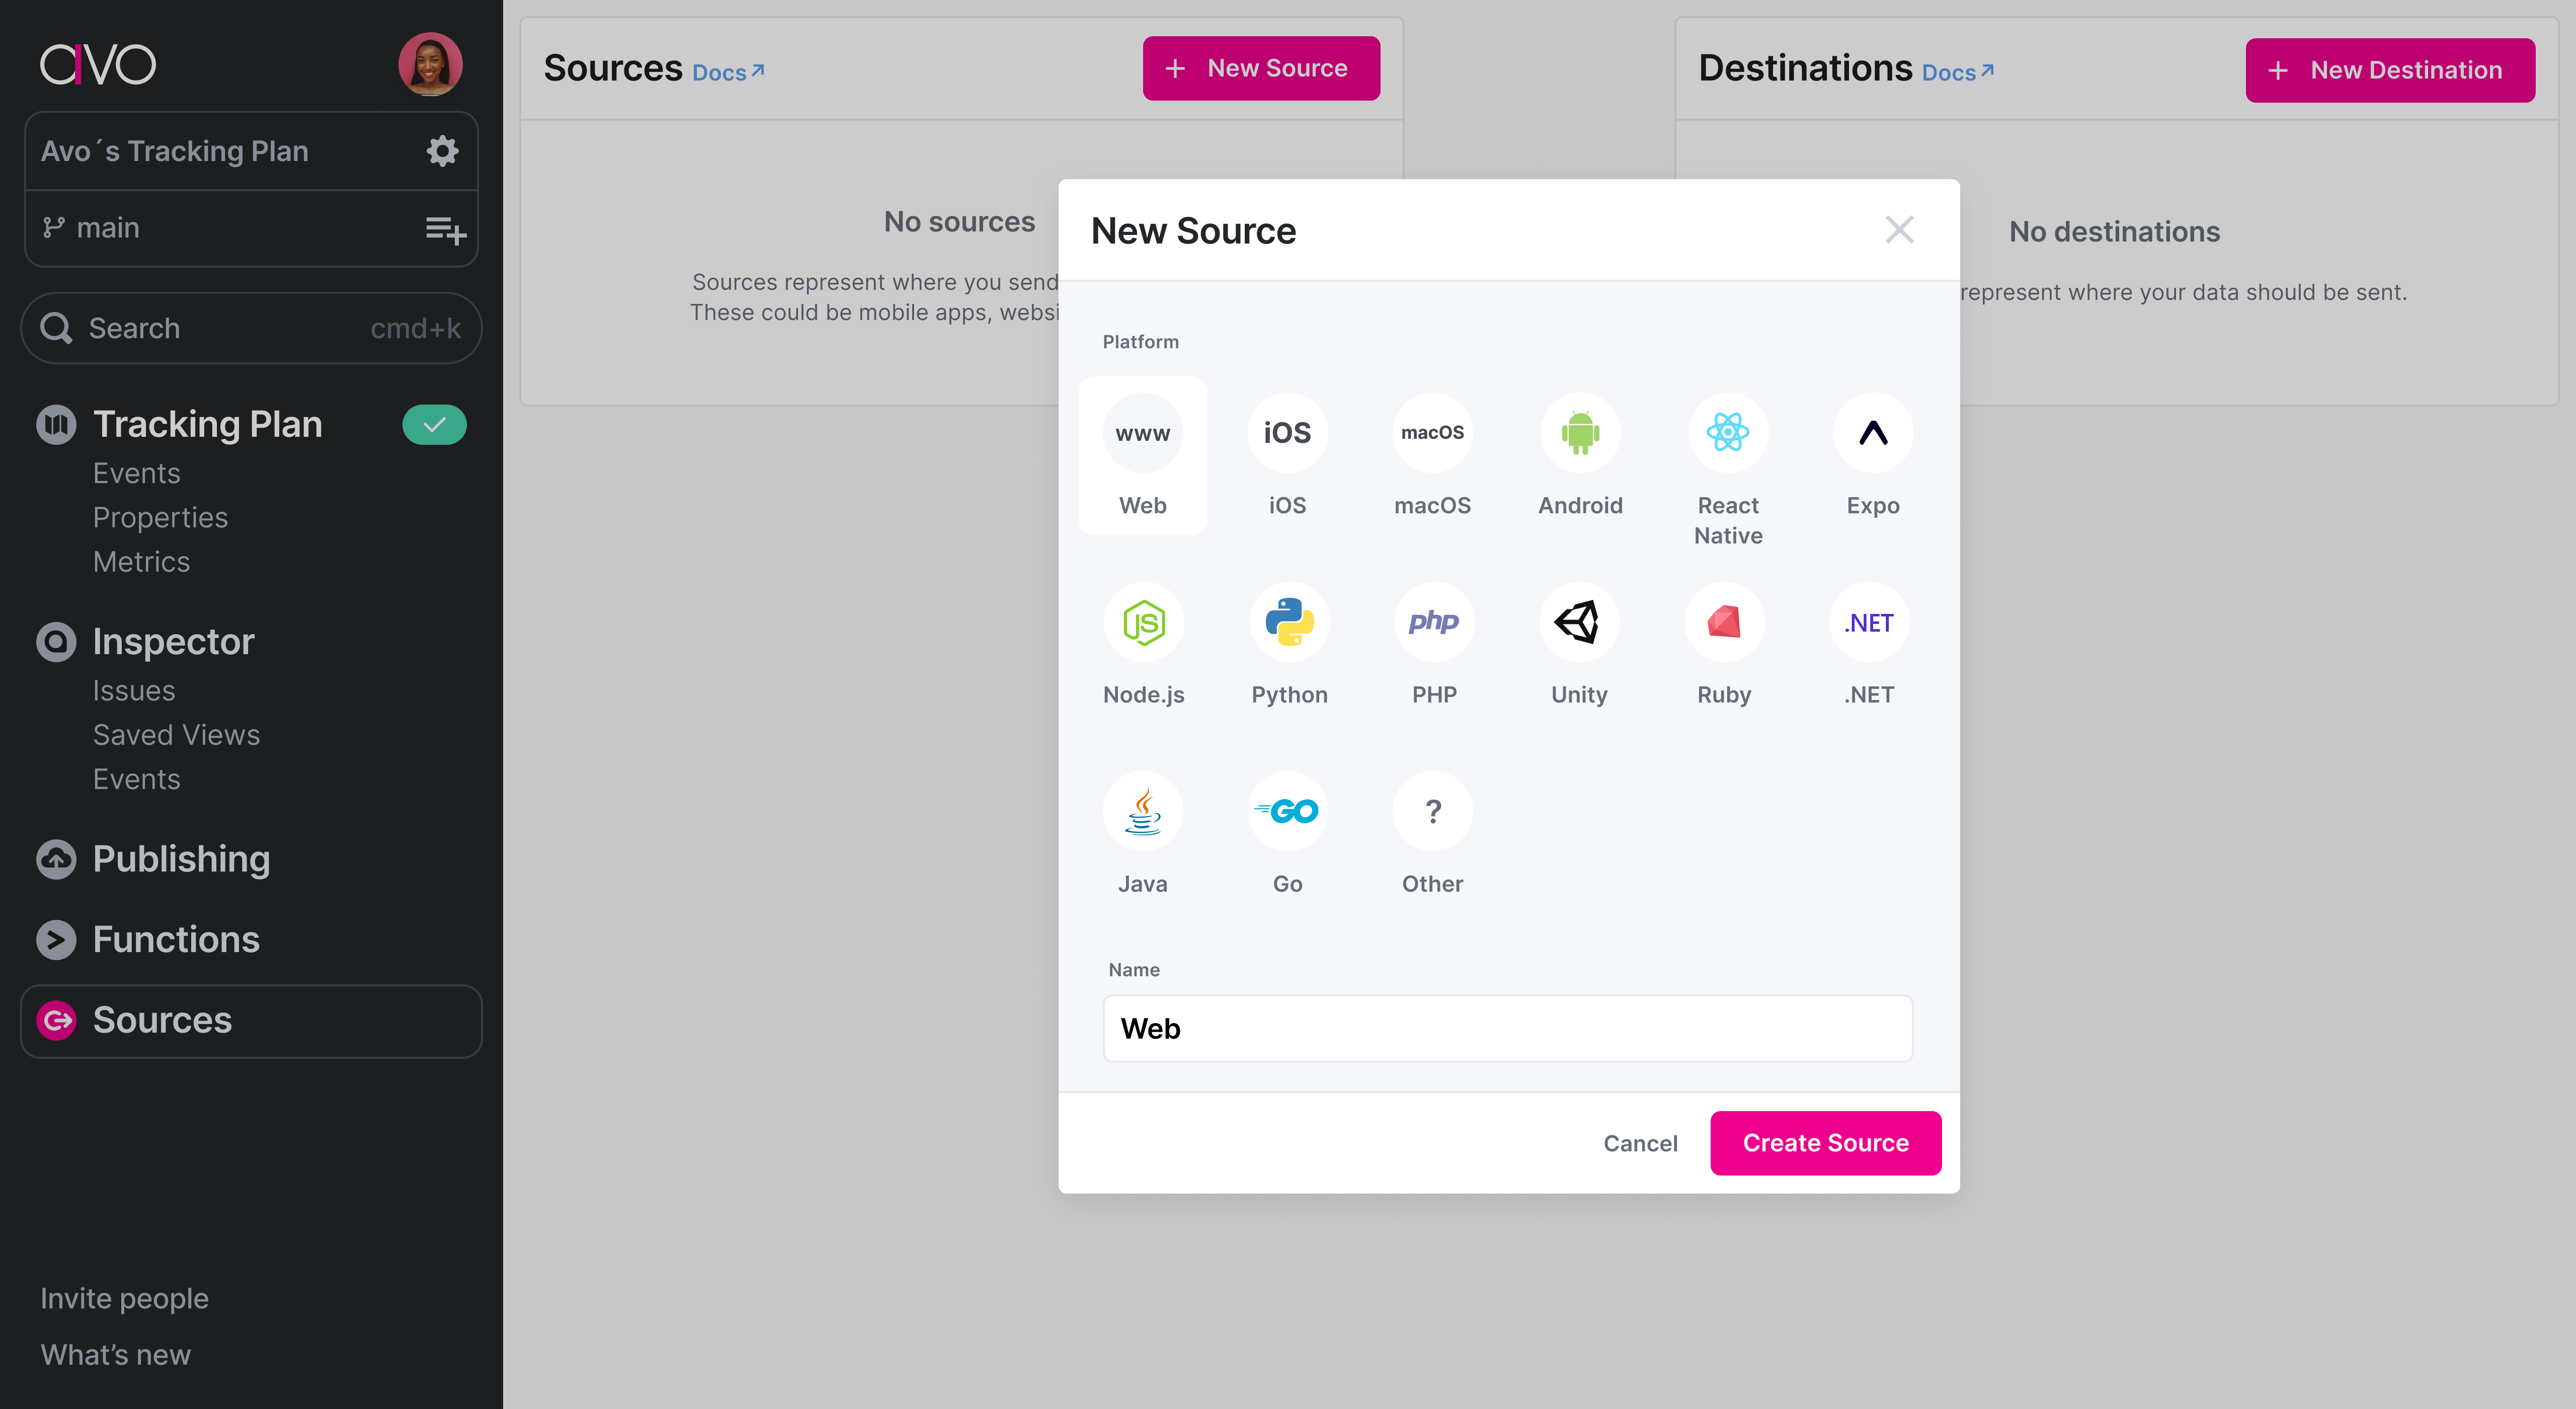 avo
Avo´s Tracking Plan
main
Search cmd+k
Tracking Plan
Events
Properties
Metrics
Inspector
Issues
Saved Views
Events
Publishing
Functions
Sources
Invite people
What’s new
Sources Docs
+ New Source
No sources
Sources represent where you send
These could be mobile apps, websi
Destinations Docs
+ New Destination
No destinations
represent where your data should be sent.
New Source
Platform
www
iOS
macOS
Web
iOS
macOS
Android
React
Native
Expo
JS
php
.NET
Node.js
Python
PHP
Unity
Ruby
.NET
GO
?
Java
Go
Other
Name
Web
Cancel
Create Source